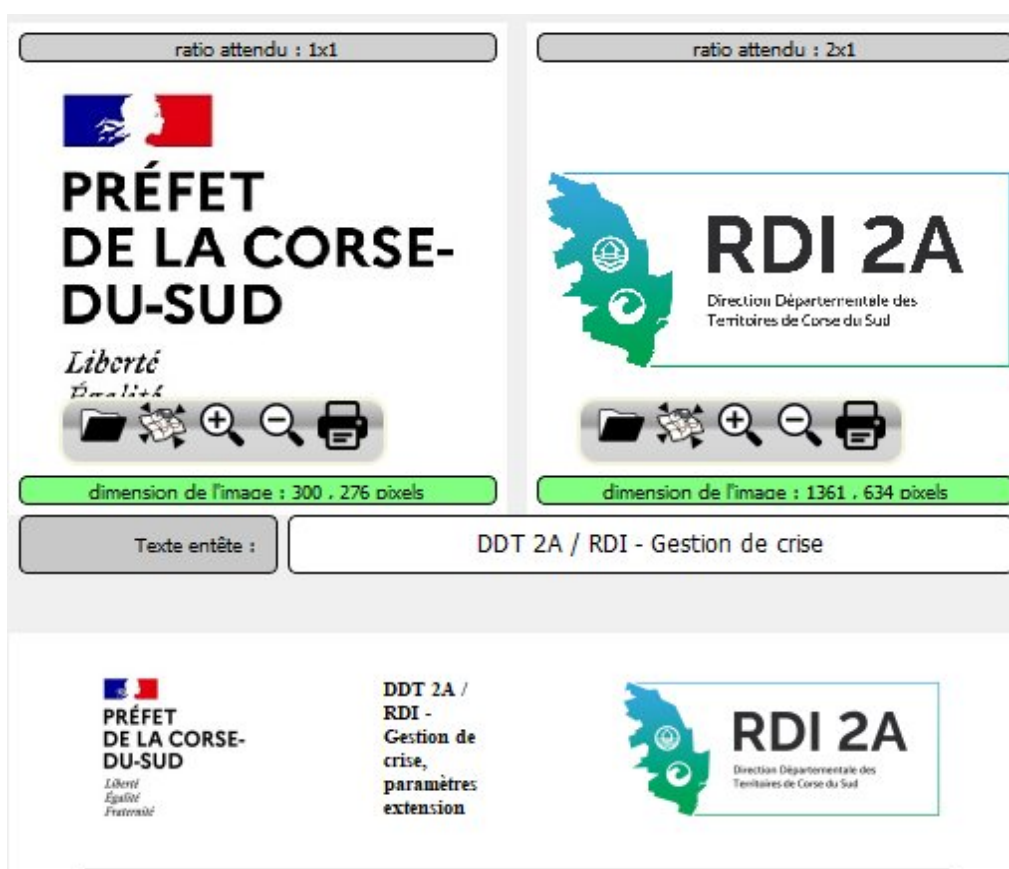 ratio attendu : 1x1
PRÉFET
DE LA CORSE-
DU-SUD
Liberté
Égalité
dimension de l'image : 300 , 276 pixels
ratio attendu : 2x1
RDI 2A
Direction Départementale des
Territoires de Corse du Sud
dimension de l'image : 1361 , 634 pixels
Texte entête :
DDT 2A / RDI - Gestion de crise
PRÉFET
DE LA CORSE-
DU-SUD
Liberté
Égalité
Fraternité
DDT 2A /
RDI -
Gestion de
crise,
paramètres
extension
RDI 2A
Direction Départementale des
Territoires de Corse du Sud